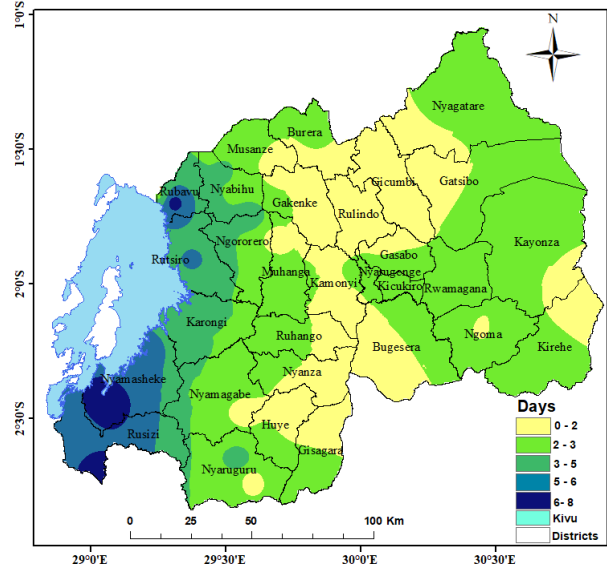 1°0'S
N
Nyagatare
Burera
1°30'S
Musanze
Gicumbi
Gatsibo
Rubavu
Nyabihu
Gakenke
Rulindo
Ngororero
Kayonza
Gasabo
Rutsiro
Muhanga
Nyarugonge
Kamonyi
Kicukiro
Rwamagana
2°0'S
Karongi
Ruhango
Ngoma
Bugesera
Kirehe
Nyamasheke
Nyanza
Nyamagabe
Days
0 - 2
2 - 3
3 - 5
5 - 6
6- 8
Kivu
Districts
2°30'S
Rusizi
Huye
Gisagara
Nyaruguru
0 25 50 100 Km
29°0'E 29°30'E 30°0'E 30°30'E